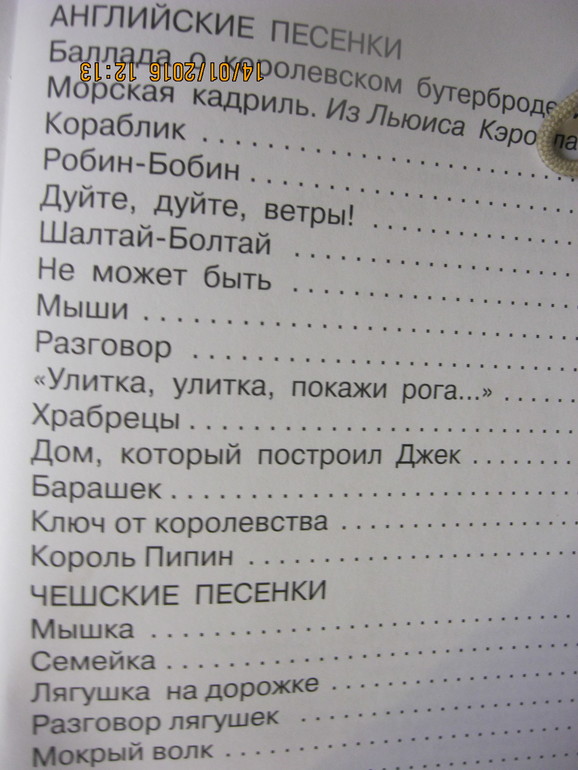 АНГЛИЙСКИЕ ПЕСЕНКИ
Баллада о королевском бутерброде
14/01/2016 12:13
Морская кадриль. Из Льюиса Кэро
Кораблик
Робин-Бобин
Дуйте, дуйте, ветры!
Шалтай-Болтай
Не может быть
Мыши
Разговор
«Улитка, улитка, покажи рога...»
Храбрецы
Дом, который построил Джек
Барашек
Ключ от королевства
Король Пипин
ЧЕШСКИЕ ПЕСЕНКИ
Мышка
Семейка
Лягушка на дорожке
Разговор лягушек
Мокрый волк